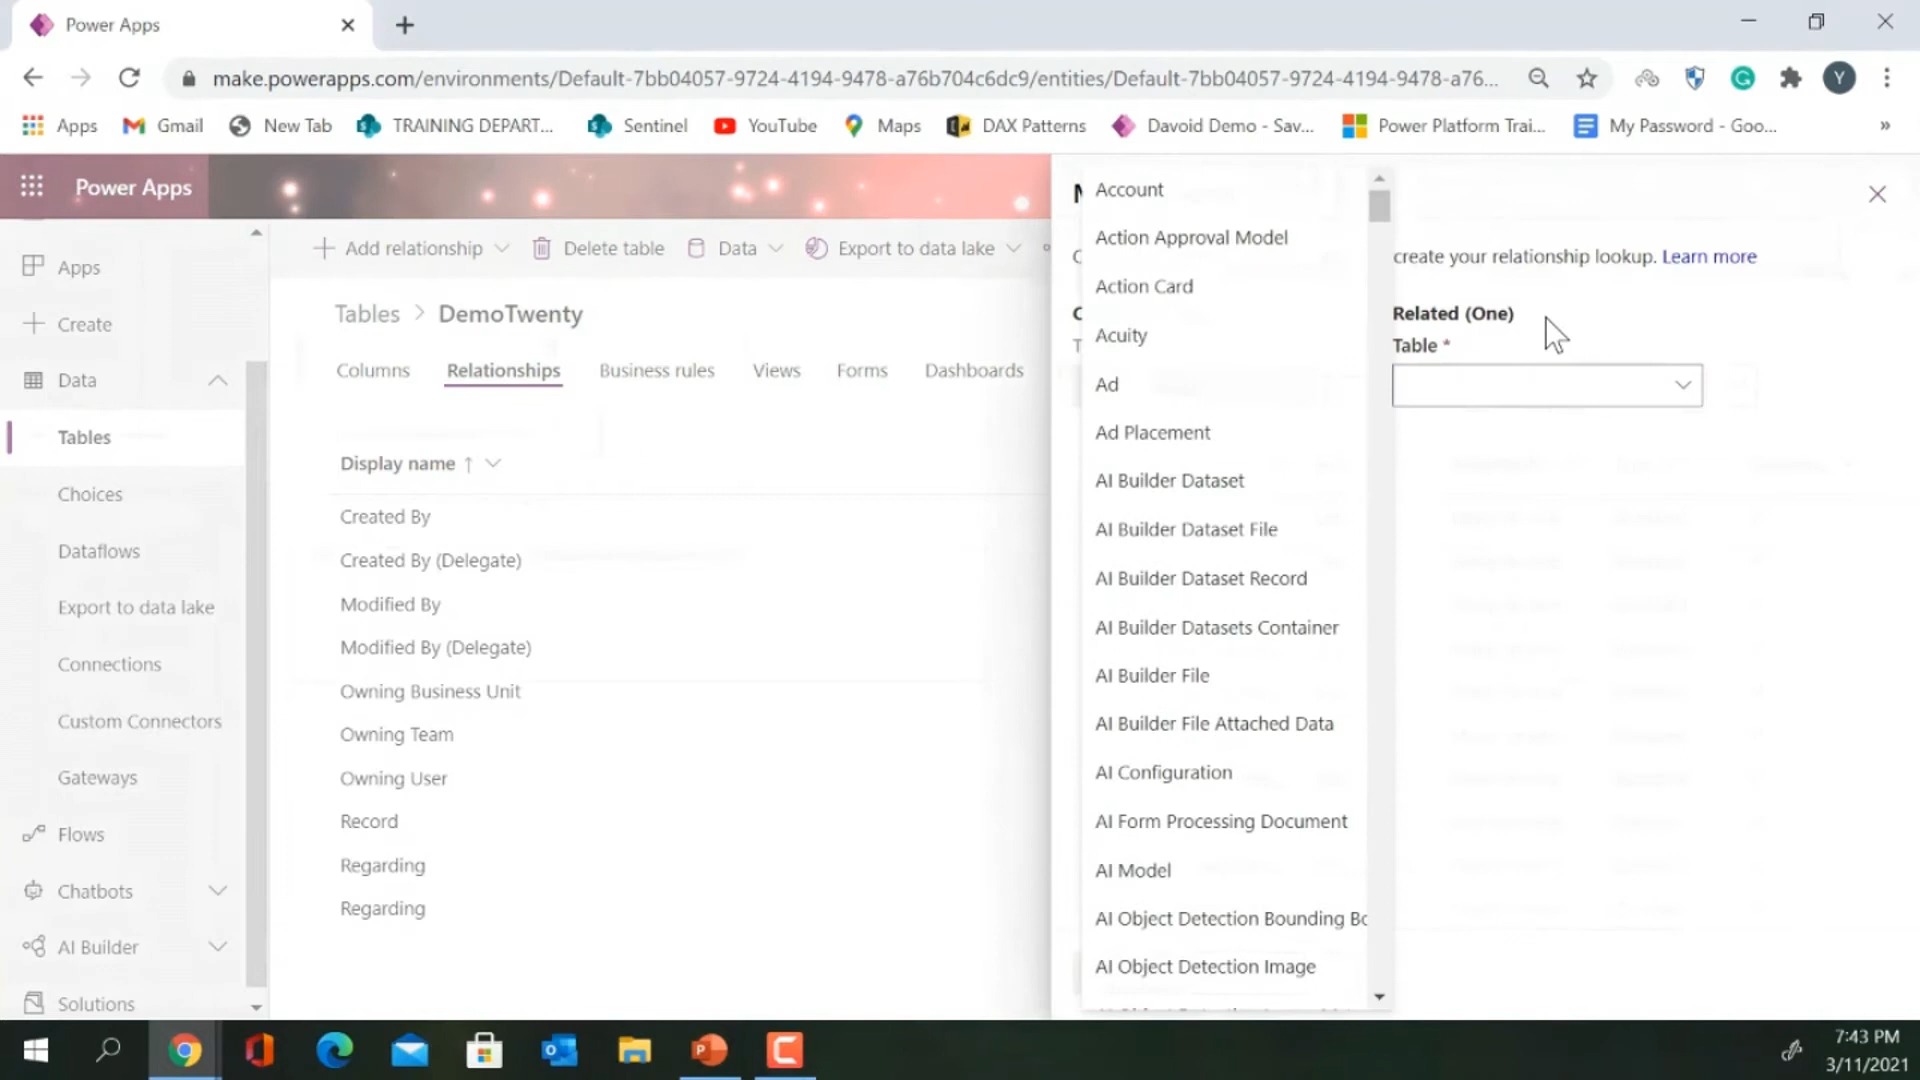 Power Apps
make.powerapps.com/environments/Default-7bb04057-9724-4194-9478-a76b704c6dc9/entities/Default-7bb04057-9724-4194-9478-a76...
Y
Apps
Gmail
New Tab
TRAINING DEPART...
Sentinel
YouTube
Maps
DAX Patterns
Davoid Demo - Sav...
Power Platform Trai...
My Password - Goo...
»
Power Apps
Apps
Create
Data
Tables
Choices
Dataflows
Export to data lake
Connections
Custom Connectors
Gateways
Flows
Chatbots
AI Builder
Solutions
Add relationship
Delete table
Data
Export to data lake
Tables > DemoTwenty
Columns
Relationships
Business rules
Views
Forms
Dashboards
Display name ↑
Created By
Created By (Delegate)
Modified By
Modified By (Delegate)
Owning Business Unit
Owning Team
Owning User
Record
Regarding
Regarding
Account
Action Approval Model
Action Card
Acuity
Ad
Ad Placement
AI Builder Dataset
AI Builder Dataset File
AI Builder Dataset Record
AI Builder Datasets Container
AI Builder File
AI Builder File Attached Data
AI Configuration
AI Form Processing Document
AI Model
AI Object Detection Bounding Bo
AI Object Detection Image
create your relationship lookup. Learn more
Related (One)
Table *
7:43 PM
3/11/2021